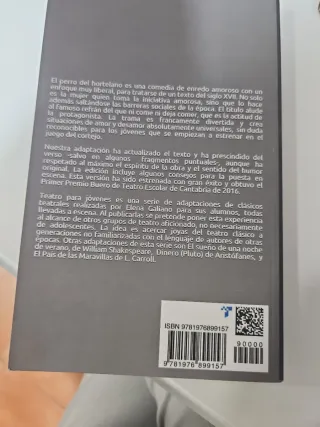 El perro del hortelano es una comedia de enredo amoroso con un
enfoque muy liberal, para tratarse de un texto del siglo XVII. No solo
es la mujer quien toma la iniciativa amorosa, sino que lo hace
además saltándose las barreras sociales de la época. El título alude
al famoso refrán del que ni come ni deja comer, que es la actitud de
la protagonista. La trama es francamente divertida y crea
situaciones de amor y desamor absolutamente universales, sin duda
reconocibles para los jóvenes que se empiezan a estrenar en el
juego del cortejo.
Nuestra adaptación ha actualizado el texto y ha prescindido del
verso -salvo en algunos fragmentos puntuales, aunque ha
respetado al máximo el espíritu de la obra y el sentido del humor
original. La edición incluye algunos consejos para la puesta en
escena. Esta versión ha sido estrenada con gran éxito y obtuvo el
Primer Premio Buero de Teatro Escolar de Cantabria de 2016.
Teatro para jóvenes es una serie de adaptaciones de clásicos
teatrales realizadas por Elena Galiano para sus alumnos, todas
llevadas a escena. Al publicarlas se pretende poner esta experiencia
al alcance de otros grupos de teatro aficionado, no necesariamente
de adolescentes. La idea es acercar joyas del teatro clásico a
generaciones no familiarizadas con el lenguaje de autores de otras
épocas. Otras adaptaciones de esta serie son El sueño de una noche
de verano, de William Shakespeare, Dinero (Pluto) de Aristófanes, y
El País de las Maravillas de L. Carroll.
ISBN 9781976899157
90000
9 781976 899157